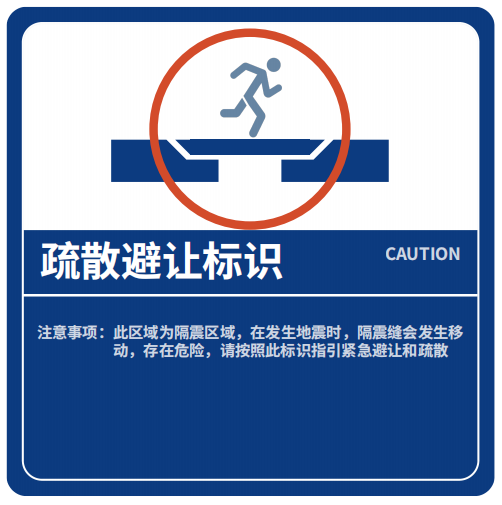 疏散避让标识
CAUTION
注意事项：此区域为隔震区域，在发生地震时，隔震缝会发生移
动，存在危险，请按照此标识指引紧急避让和疏散